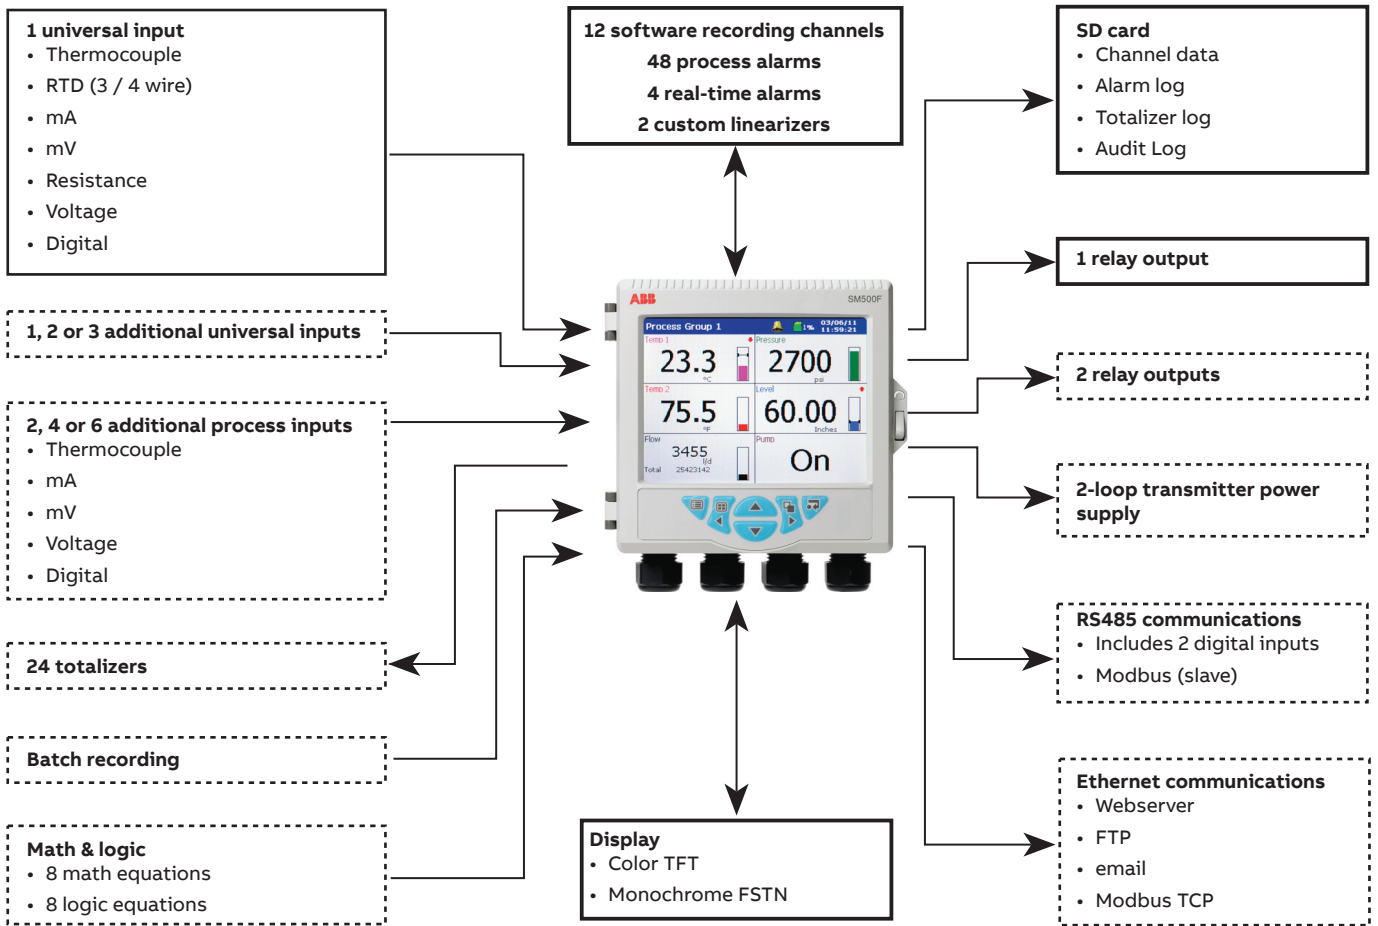 1 universal input
• Thermocouple
• RTD (3 / 4 wire)
• mA
• mV
• Resistance
• Voltage
• Digital
1, 2 or 3 additional universal inputs
2, 4 or 6 additional process inputs
• Thermocouple
• mA
• mV
• Voltage
• Digital
24 totalizers
Batch recording
Math & logic
• 8 math equations
• 8 logic equations
12 software recording channels
48 process alarms
4 real-time alarms
2 custom linearizers
ABB
SM500F
Process Group 1
1%
03/06/11
11:59:21
Temp 1
23.3
°C
Pressure
2700
psi
Temp 2
75.5
°F
Level
60.00
Inches
Flow
3455
l/d
Total 25423142
Pump
On
Display
• Color TFT
• Monochrome FSTN
SD card
• Channel data
• Alarm log
• Totalizer log
• Audit Log
1 relay output
2 relay outputs
2-loop transmitter power
supply
RS485 communications
• Includes 2 digital inputs
• Modbus (slave)
Ethernet communications
• Webserver
• FTP
• email
• Modbus TCP